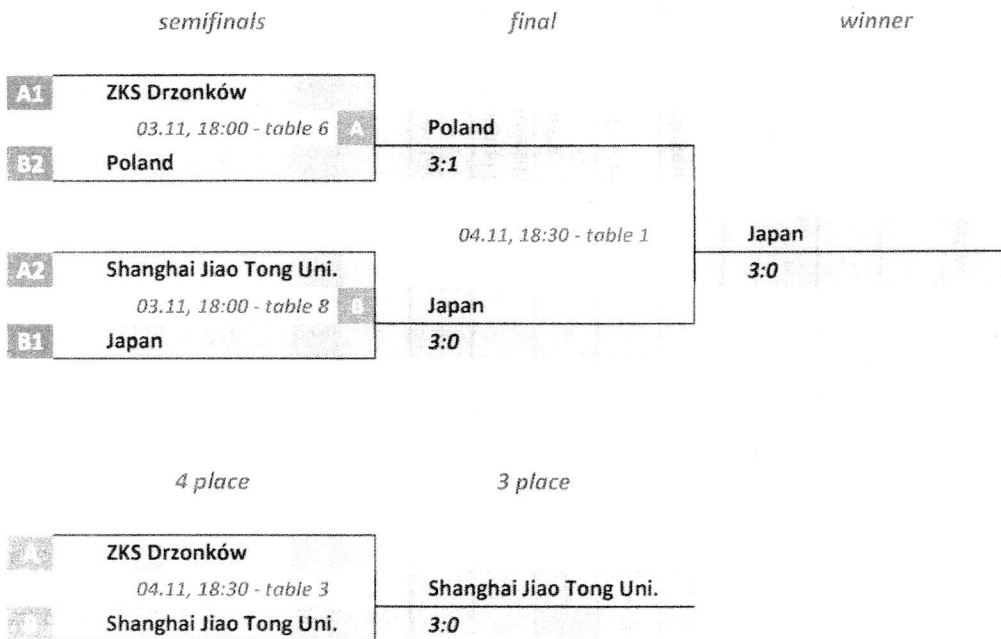 semifinals final winner
A1 ZKS Drzonków
03.11, 18:00 - table 6 A Poland
B2 Poland 3:1
04.11, 18:30 - table 1 Japan
A2 Shanghai Jiao Tong Uni. 3:0
03.11, 18:00 - table 8 B Japan
B1 Japan 3:0
4 place 3 place
A ZKS Drzonków
04.11, 18:30 - table 3 Shanghai Jiao Tong Uni.
B Shanghai Jiao Tong Uni. 3:0